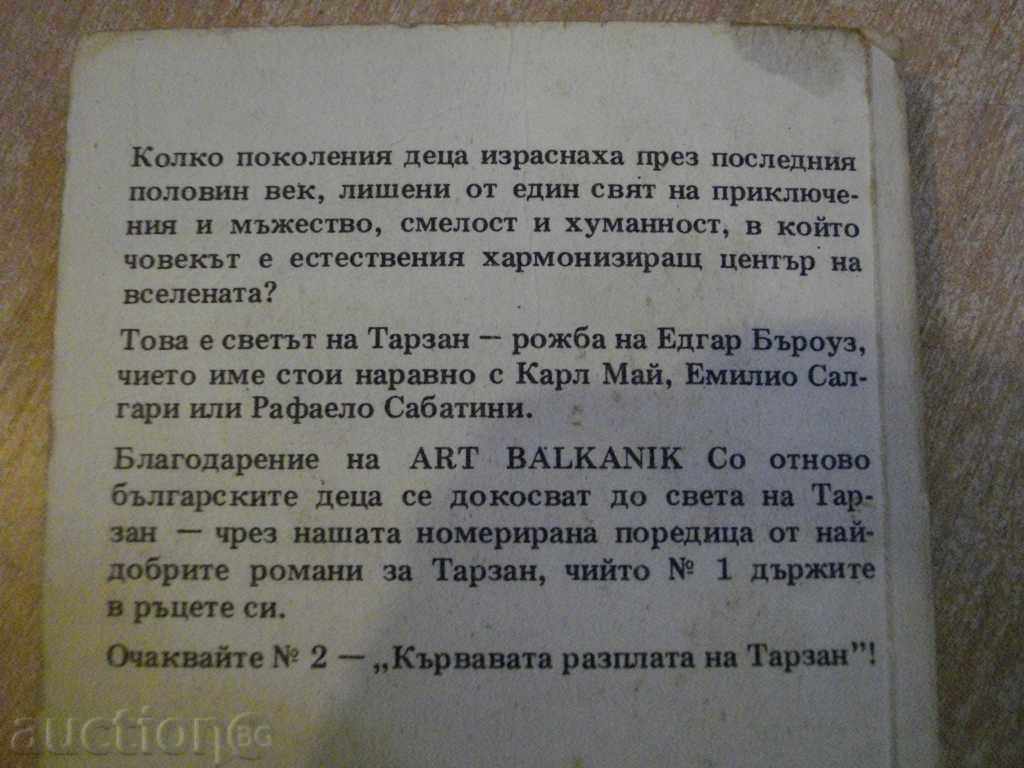 Колко поколения деца израснаха през последния
половин век, лишени от един свят на приключе-
ния и мъжество, смелост и хуманност, в който
човекът е естествения хармонизиращ център на
вселената?
Това е светът на Тарзан — рожба на Едгар Бъроуз,
чието име стои наравно с Карл Май, Емилио Сал-
гари или Рафаело Сабатини.
Благодарение на ART BALKANIK Co отново
българските деца се докосват до света на Тар-
зан — чрез нашата номерирана поредица от най-
добрите романи за Тарзан, чийто № 1 държите
в ръцете си.
Очаквайте № 2 — „Кървавата разплата на Тарзан”!
auction.BG